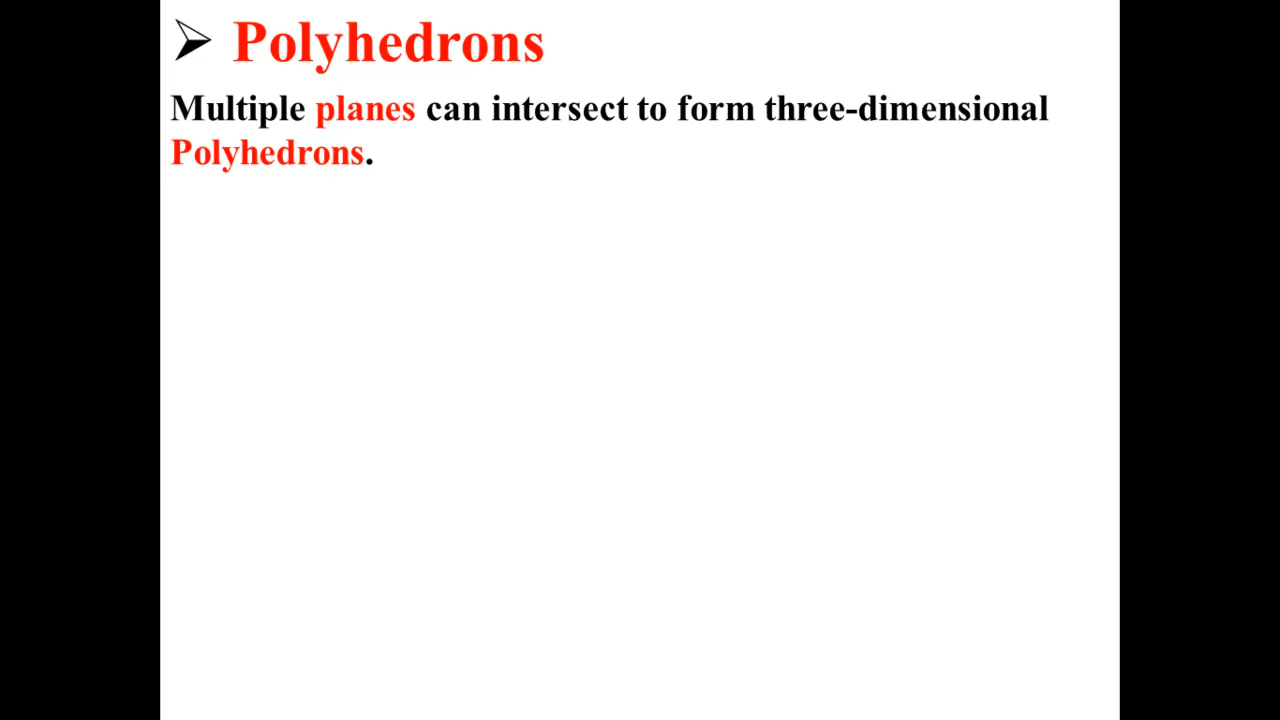 Polyhedrons
Multiple planes can intersect to form three-dimensional
Polyhedrons.